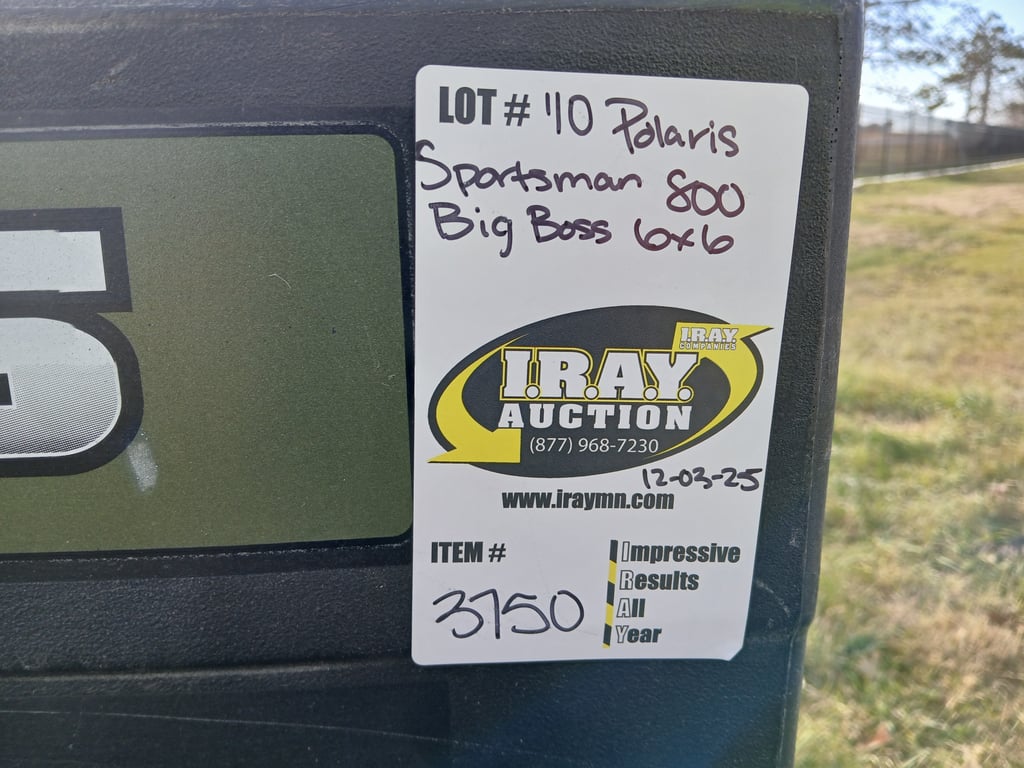 LOT # '10 Polaris
Sportsman 800
Big Boss 6x6
I.R.A.Y.
COMPANIES
I.R.A.Y.
AUCTION
(877) 968-7230
12-03-25
www.iraymn.com
ITEM #
3750
Impressive
Results
All
Year